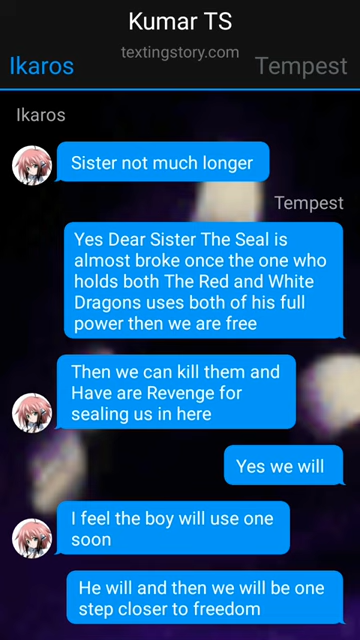 Kumar TS
textingstory.com
Ikaros
Tempest
Ikaros
Sister not much longer
Tempest
Yes Dear Sister The Seal is
almost broke once the one who
holds both The Red and White
Dragons uses both of his full
power then we are free
Then we can kill them and
Have are Revenge for
sealing us in here
Yes we will
I feel the boy will use one
soon
He will and then we will be one
step closer to freedom